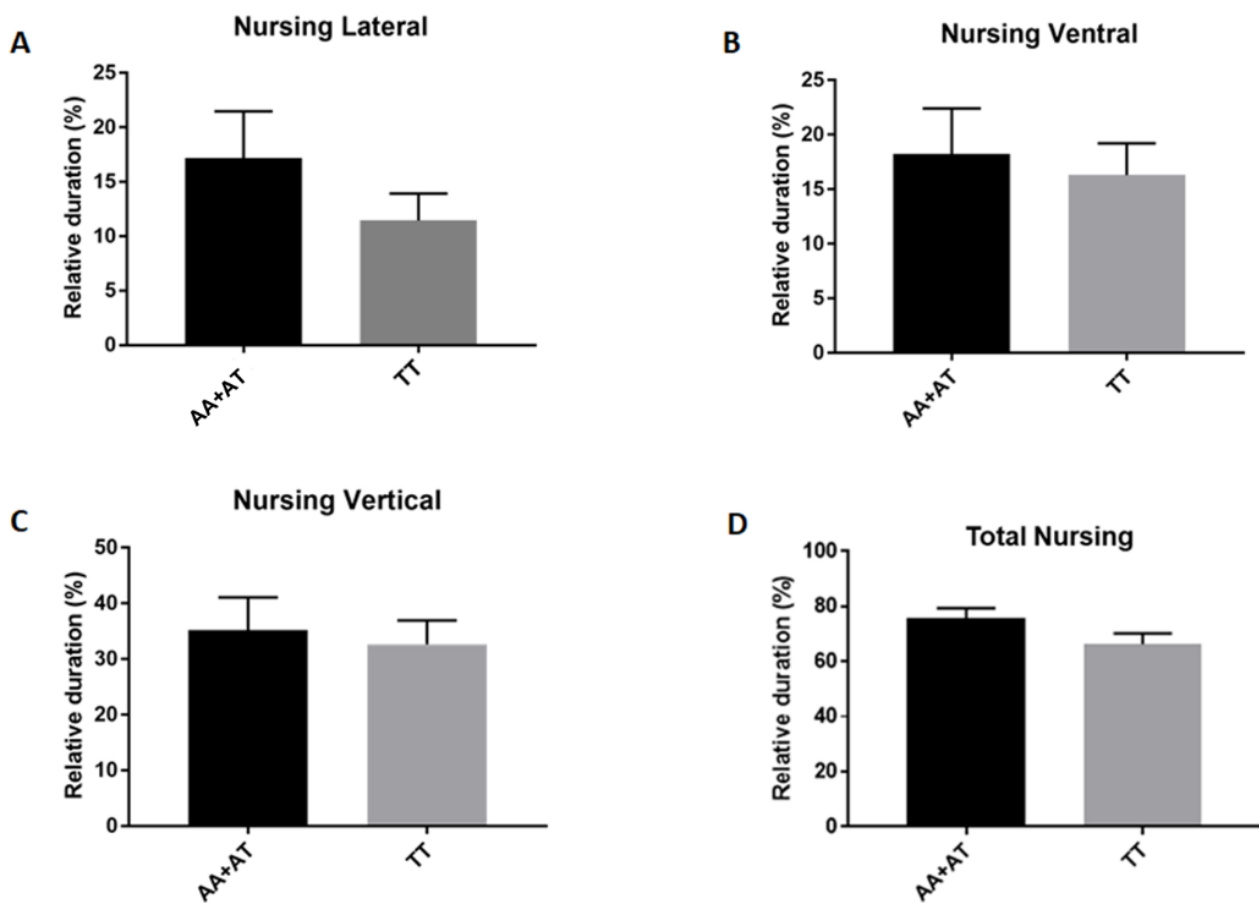 A
Nursing Lateral
Relative duration (%)
25
20
15
10
5
0
AA+AT
TT
B
Nursing Ventral
Relative duration (%)
25
20
15
10
5
0
AA+AT
TT
C
Nursing Vertical
Relative duration (%)
50
40
30
20
10
0
AA+AT
TT
D
Total Nursing
Relative duration (%)
100
80
60
40
20
0
AA+AT
TT